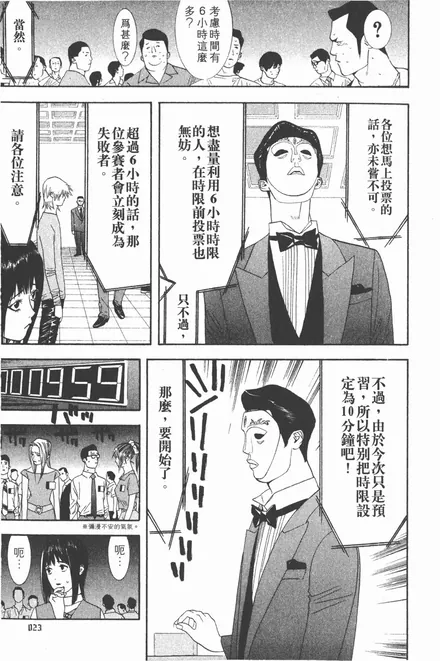 ?
考慮時間有
6小時這麼
多?
爲甚麼?
當然。
各位想馬上投票的
話,亦未嘗不可。
想盡量利用6小時時限
的人,在時限前投票也
無妨。
只不過,
超過6小時的話,那
位參賽者會立刻成為
失敗者。
請各位注意。
不過,由於今次只是預
習,所以特別把時限設
定為10分鐘吧!
那麼,要開始了。
000959
※彌漫不安的氣氛。
呃…
呃…
023